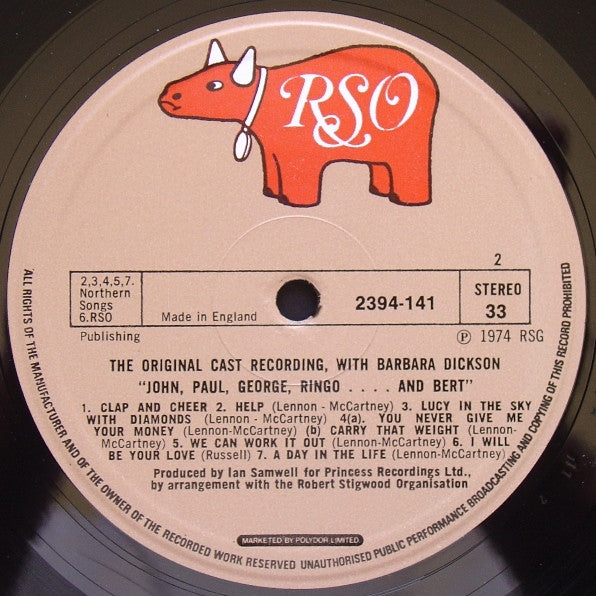 RSO
2
2,3,4,5,7.
Northern
Songs
6.RSO
Made in England
2394-141
STEREO
33
Publishing
℗ 1974 RSG
THE ORIGINAL CAST RECORDING, WITH BARBARA DICKSON
"JOHN, PAUL, GEORGE, RINGO . . . . AND BERT"
1. CLAP AND CHEER 2. HELP (Lennon - McCartney) 3. LUCY IN THE SKY
WITH DIAMONDS (Lennon - McCartney) 4(a). YOU NEVER GIVE ME
YOUR MONEY (Lennon-McCartney) (b) CARRY THAT WEIGHT (Lennon-
McCartney) 5. WE CAN WORK IT OUT (Lennon-McCartney) 6. I WILL
BE YOUR LOVE (Russell) 7. A DAY IN THE LIFE (Lennon-McCartney)
Produced by Ian Samwell for Princess Recordings Ltd.,
by arrangement with the Robert Stigwood Organisation
MARKETED BY POLYDOR LIMITED
ALL RIGHTS OF THE MANUFACTURER AND OF THE OWNER OF THE RECORDED WORK RESERVED UNAUTHORISED PUBLIC PERFORMANCE BROADCASTING AND COPYING OF THIS RECORD PROHIBITED